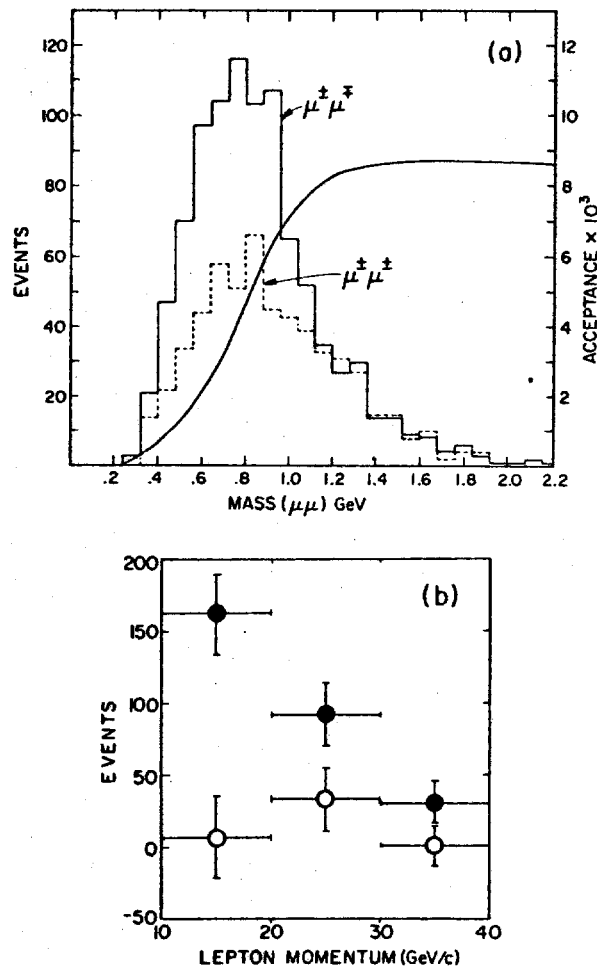 (a)
120
100
80
60
40
20
EVENTS
12
10
8
6
4
2
ACCEPTANCE × 10³
μ±μ∓
μ±μ±
.2 .4 .6 .8 1.0 1.2 1.4 1.6 1.8 2.0 2.2
MASS (μμ) GeV
(b)
200
150
100
50
0
-50
EVENTS
10 20 30 40
LEPTON MOMENTUM (GeV/c)